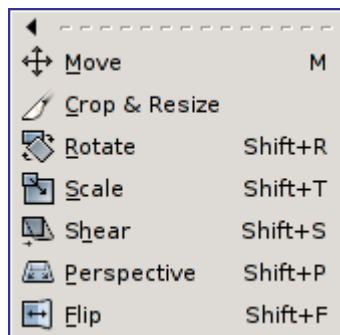 Move M
Crop & Resize
Rotate Shift+R
Scale Shift+T
Shear Shift+S
Perspective Shift+P
Flip Shift+F